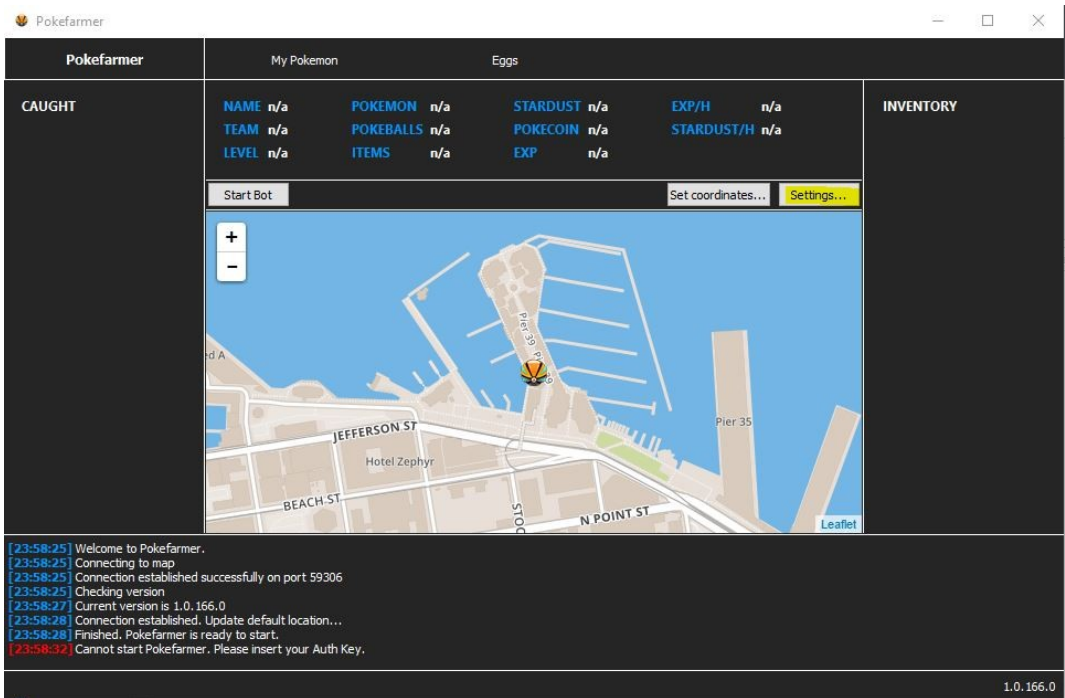 Pokefarmer
Pokefarmer My Pokemon Eggs
CAUGHT
NAME n/a POKEMON n/a STARDUST n/a EXP/H n/a
TEAM n/a POKEBALLS n/a POKECOIN n/a STARDUST/H n/a
LEVEL n/a ITEMS n/a EXP n/a
INVENTORY
Start Bot Set coordinates... Settings...
+
−
Pier 39
Pier 39
ed A
Pier 35
JEFFERSON ST
Hotel Zephyr
BEACH ST
STOC
N POINT ST
Leaflet
[23:58:25] Welcome to Pokefarmer.
[23:58:25] Connecting to map
[23:58:25] Connection established successfully on port 59306
[23:58:25] Checking version
[23:58:27] Current version is 1.0.166.0
[23:58:28] Connection established. Update default location...
[23:58:28] Finished. Pokefarmer is ready to start.
[23:58:32] Cannot start Pokefarmer. Please insert your Auth Key.
1.0.166.0